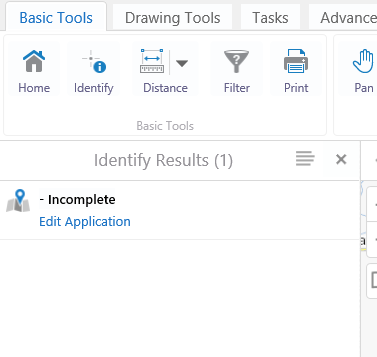 Basic Tools Drawing Tools Tasks Advance
Home Identify Distance Filter Print Pan
Basic Tools
Identify Results (1)
- Incomplete
Edit Application